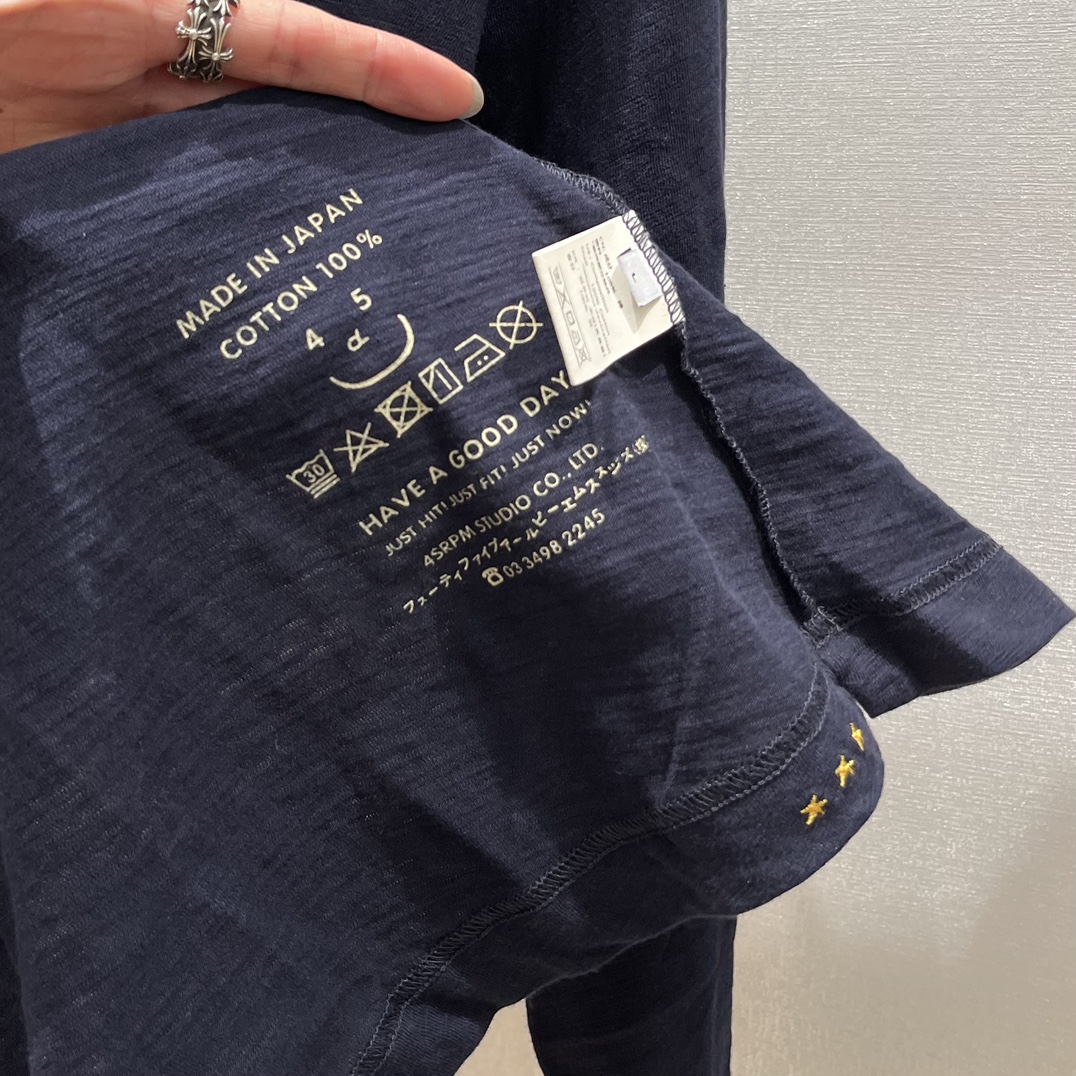 MADE IN JAPAN
COTTON 100%
4 5
R
30
HAVE A GOOD DAY
JUST HIT! JUST FIT! JUST NOW!
45RPM STUDIO CO., LTD.
フォーティファイブアールピーエムスタジオ(株)
☎03 3498 2245